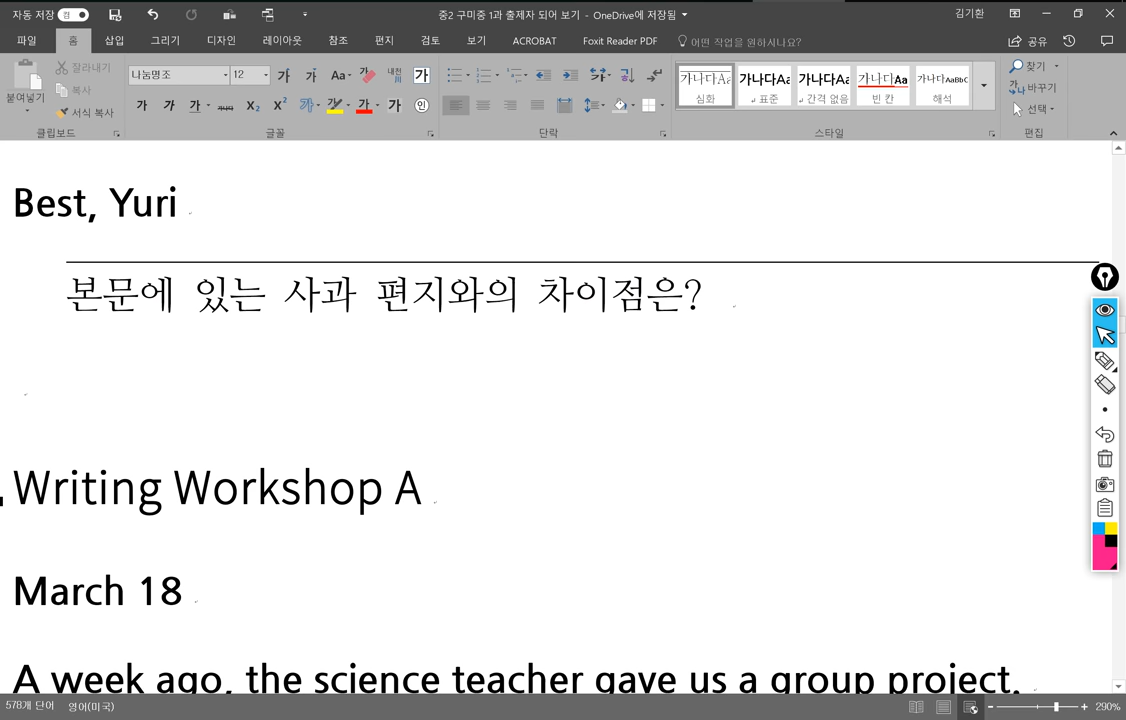 자동 저장 켬
중2 구미중 1과 출제자 되어 보기 - OneDrive에 저장됨
김기환
파일 홈 삽입 그리기 디자인 레이아웃 참조 편지 검토 보기 ACROBAT Foxit Reader PDF 어떤 작업을 원하시나요? 공유
붙여넣기
잘라내기
복사
서식 복사
클립보드
나눔명조 12
글꼴
단락
가나다Aa 심화
가나다Aa 표준
가나다Aa 간격 없음
가나다Aa 빈 칸
가나다AaBbC 해석
스타일
찾기
바꾸기
선택
편집
Best, Yuri
본문에 있는 사과 편지와의 차이점은?
Writing Workshop A
March 18
A week ago, the science teacher gave us a group project.
578개 단어 영어(미국)
290%